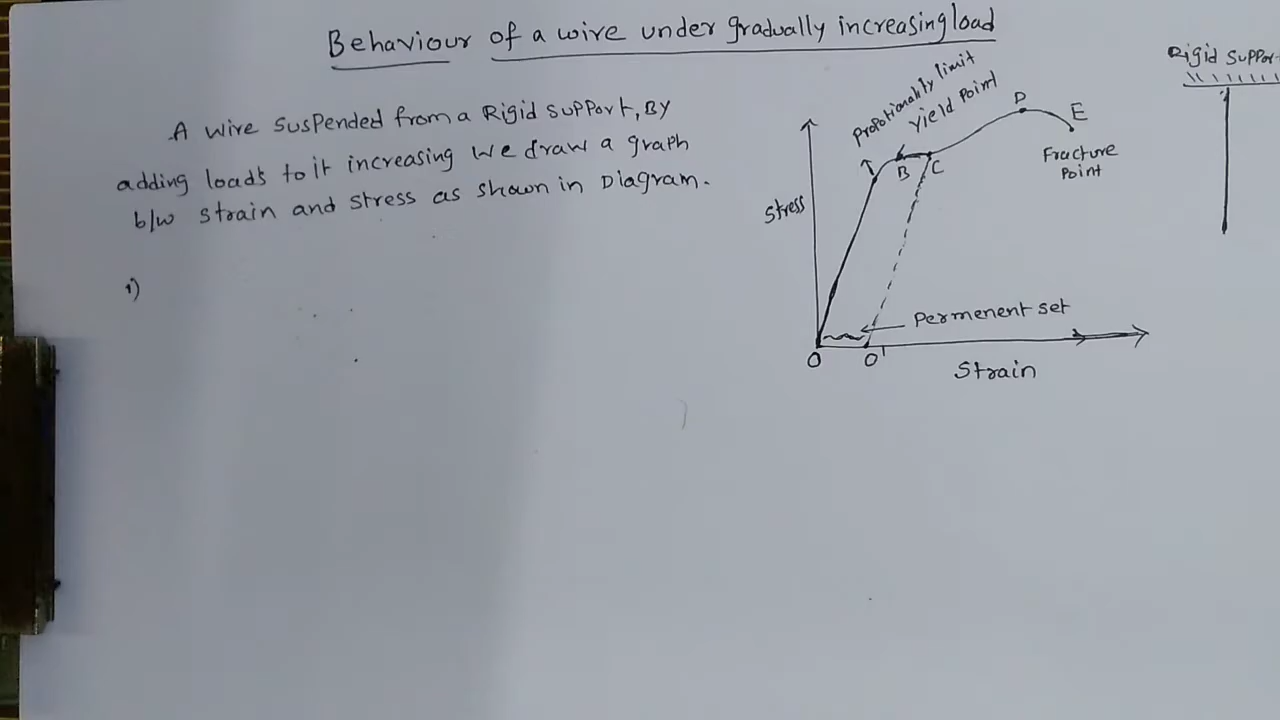 Behaviour of a wire under gradually increasing load
A wire suspended from a Rigid support, By
adding loads to it increasing we draw a graph
b/w strain and stress as shown in Diagram.
1)
Rigid suppor
Propotionably limit
Yield Point
D
E
Fracture
Point
B
C
Stress
Permenent set
O
O'
Strain